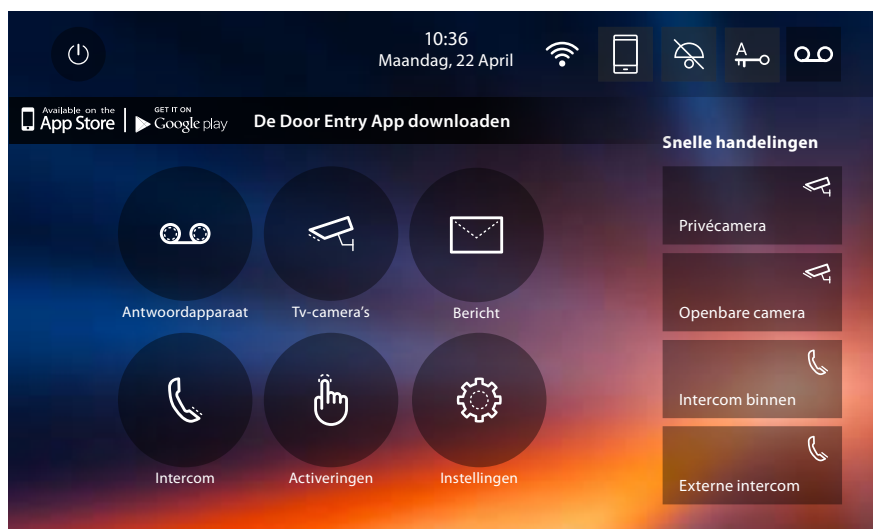 10:36
Maandag, 22 April
A
Available on the
App Store
GET IT ON
Google play
De Door Entry App downloaden
Snelle handelingen
Privécamera
Openbare camera
Intercom binnen
Externe intercom
Antwoordapparaat
Tv-camera's
Bericht
Intercom
Activeringen
Instellingen